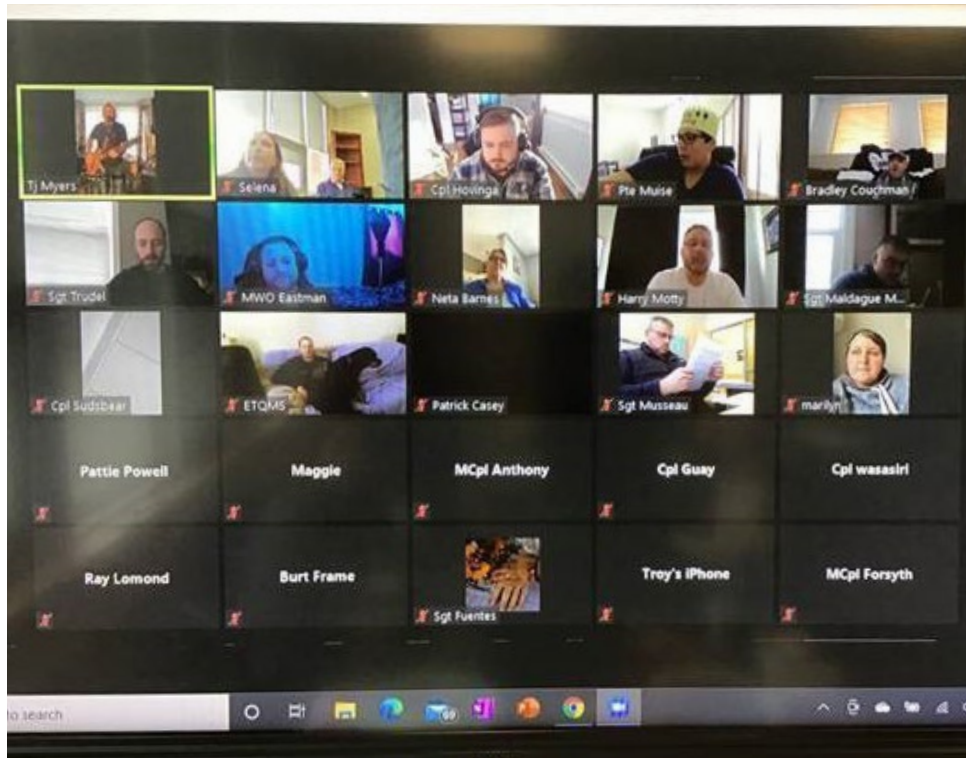 Tj Myers
Selena
Cpl Hovinga
Pte Muise
Bradley Couchman
Sgt Trudel
MWO Eastman
Neta Barnes
Harry Motty
Sgt Maldague M...
Cpl Sudsbear
ETQMS
Patrick Casey
Sgt Musseau
marilyn
Pattie Powell
Maggie
MCpl Anthony
Cpl Guay
Cpl wasasiri
Ray Lomond
Burt Frame
Sgt Fuentes
Troy's iPhone
MCpl Forsyth
to search
69